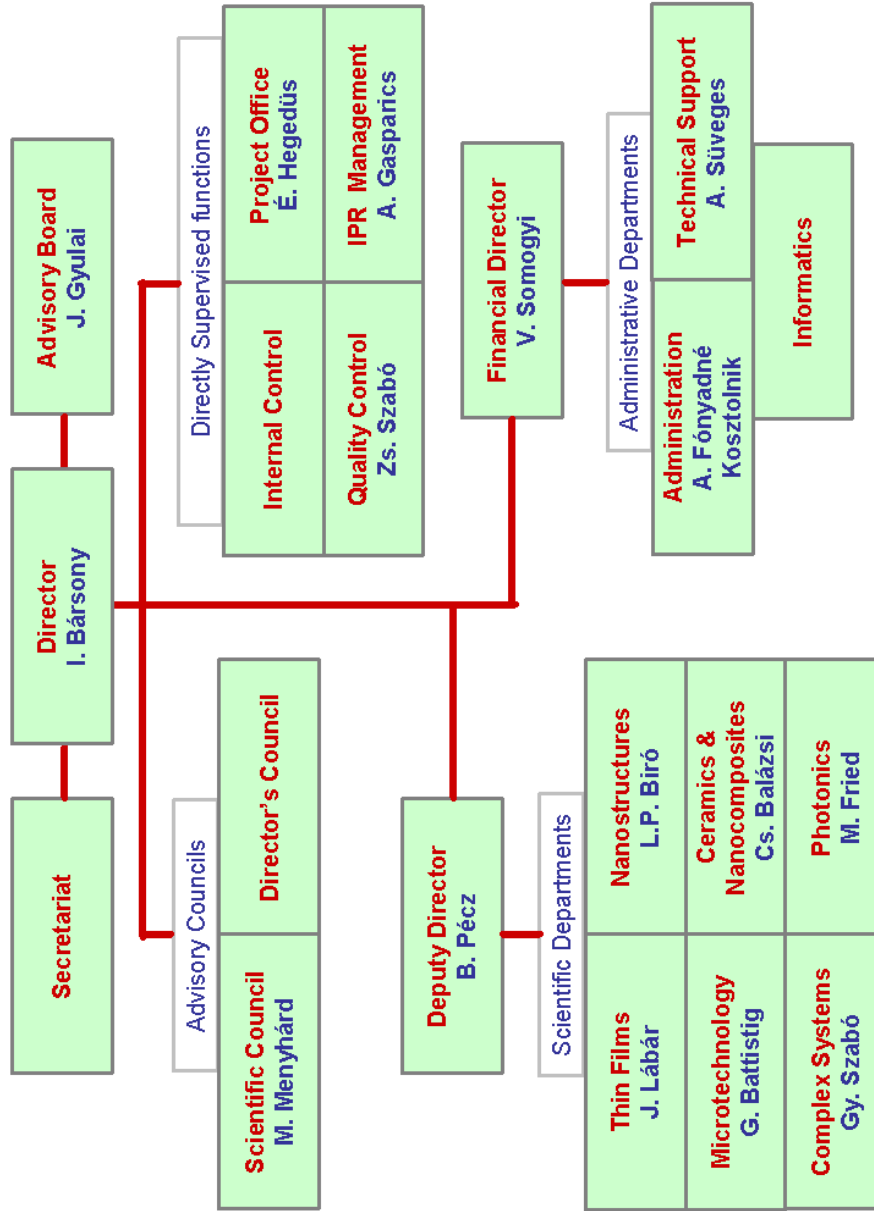 Secretariat
Director
I. Bársony
Advisory Board
J. Gyulai
Advisory Councils
Scientific Council
M. Menyhárd
Director's Council
Directly Supervised functions
Internal Control
Project Office
É. Hegedüs
Quality Control
Zs. Szabó
IPR Management
A. Gasparics
Deputy Director
B. Pécz
Scientific Departments
Thin Films
J. Lábár
Nanostructures
L.P. Biró
Microtechnology
G. Battistig
Ceramics &
Nanocomposites
Cs. Balázsi
Complex Systems
Gy. Szabó
Photonics
M. Fried
Financial Director
V. Somogyi
Administrative Departments
Administration
A. Fónyadné
Kosztolnik
Technical Support
A. Süveges
Informatics